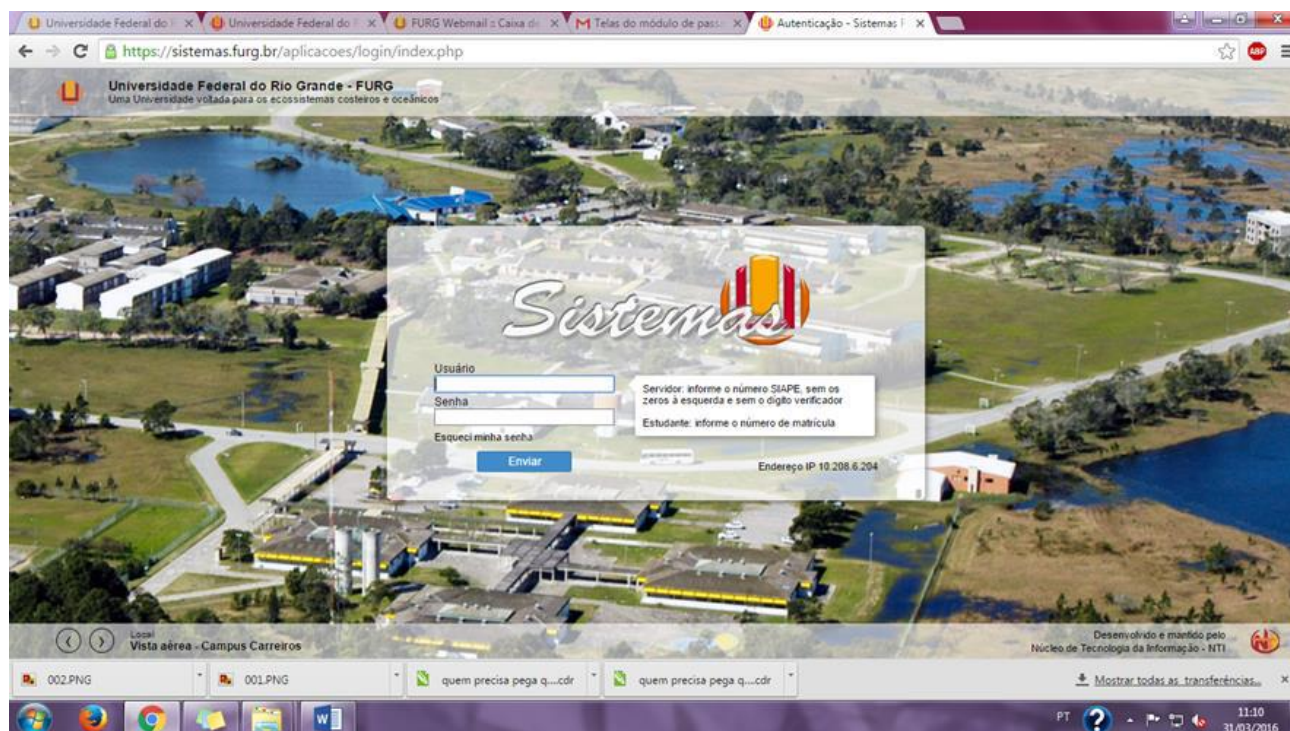 Universidade Federal do
Universidade Federal do
FURG Webmail :: Caixa de
Telas do módulo de pass
Autenticação - Sistemas
https://sistemas.furg.br/aplicacoes/login/index.php
ABP
Universidade Federal do Rio Grande - FURG
Uma Universidade voltada para os ecossistemas costeiros e oceânicos
Sistemas
Usuário
Senha
Servidor: informe o número SIAPE, sem os
zeros à esquerda e sem o dígito verificador
Estudante: informe o número de matrícula
Esqueci minha senha
Enviar
Endereço IP 10.208.6.204
Local
Vista aérea - Campus Carreiros
Desenvolvido e mantido pelo
Núcleo de Tecnologia da Informação - NTI
002.PNG
001.PNG
quem precisa pega q....cdr
quem precisa pega q....cdr
Mostrar todas as transferências...
PT
11:10
31/03/2016